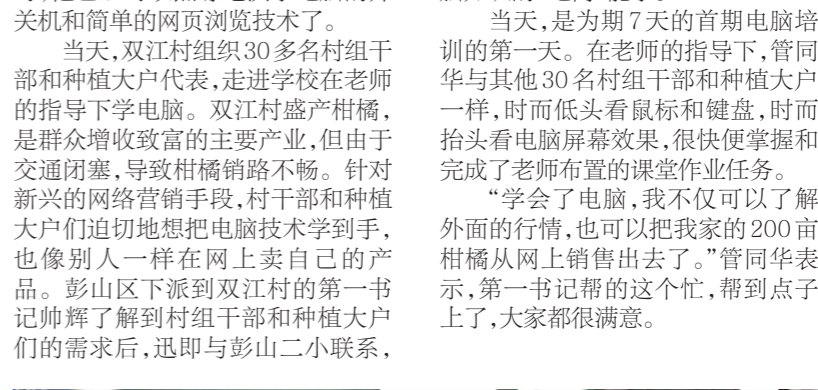 关机和简单的网页浏览技术了。
当天,双江村组织30多名村组干
部和种植大户代表,走进学校在老师
的指导下学电脑。双江村盛产柑橘,
是群众增收致富的主要产业,但由于
交通闭塞,导致柑橘销路不畅。针对
新兴的网络营销手段,村干部和种植
大户们迫切地想把电脑技术学到手,
也像别人一样在网上卖自己的产
品。彭山区下派到双江村的第一书
记帅辉了解到村组干部和种植大户
们的需求后,迅即与彭山二小联系,
当天,是为期7天的首期电脑培
训的第一天。在老师的指导下,管同
华与其他30名村组干部和种植大户
一样,时而低头看鼠标和键盘,时而
抬头看电脑屏幕效果,很快便掌握和
完成了老师布置的课堂作业任务。
“学会了电脑,我不仅可以了解
外面的行情,也可以把我家的200亩
柑橘从网上销售出去了。”管同华表
示,第一书记帮的这个忙,帮到点子
上了,大家都很满意。